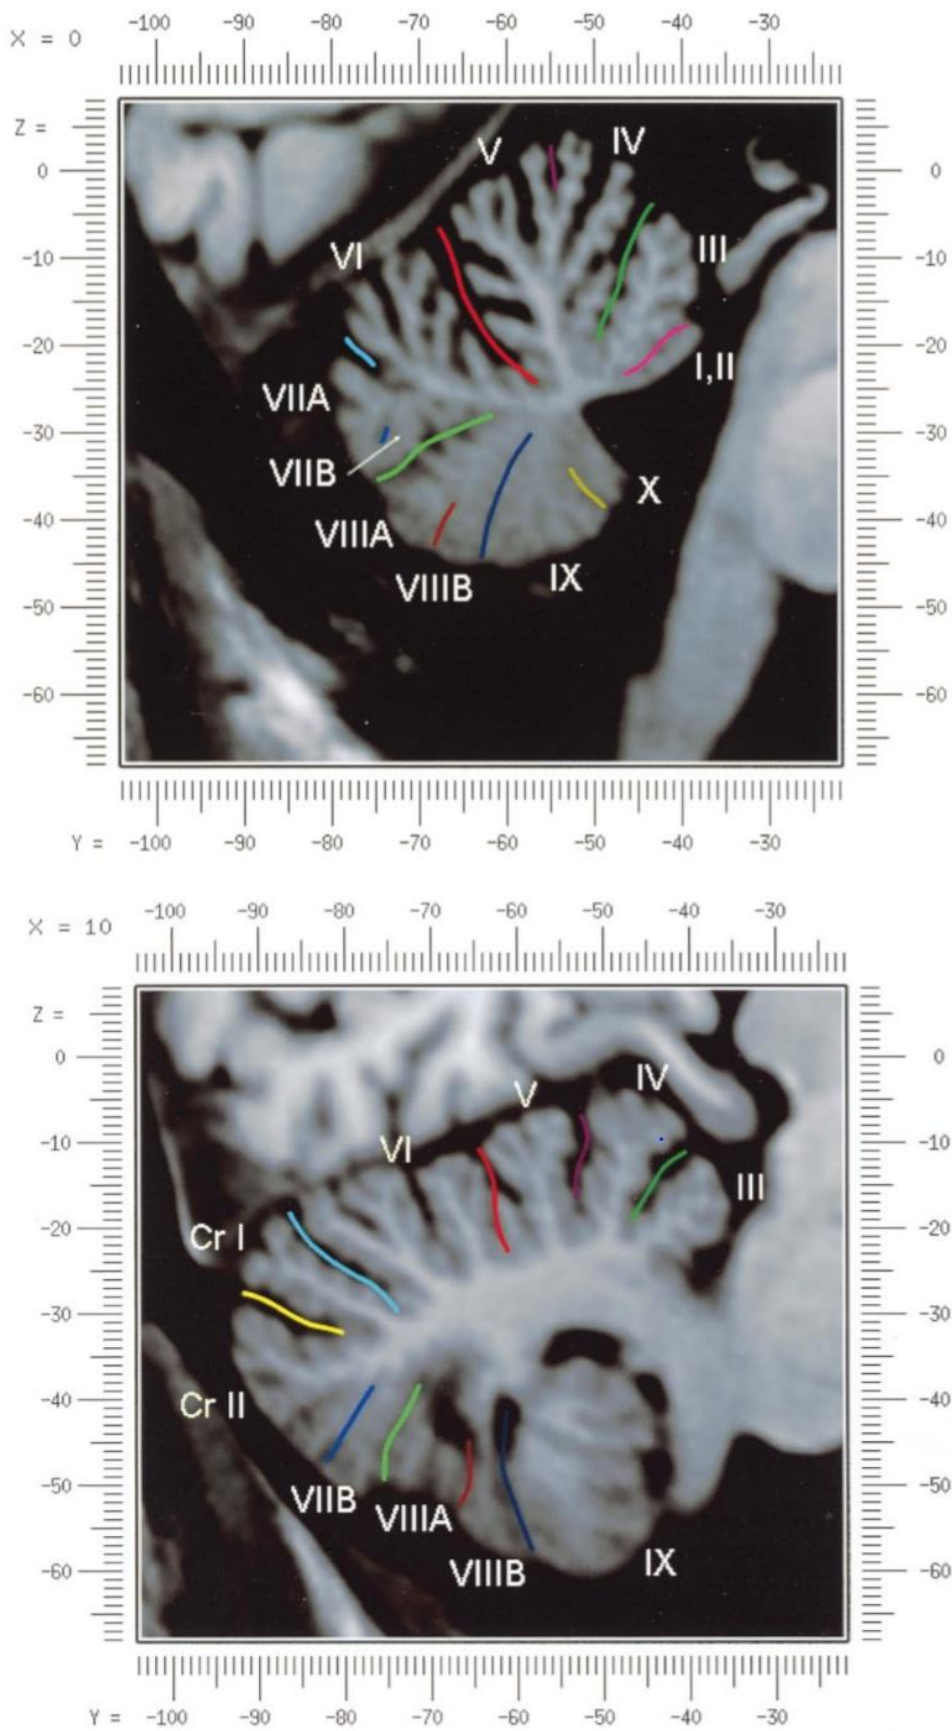 -100 -90 -80 -70 -60 -50 -40 -30
X = 0
Z =
V IV
0 0
VI III
-10 -10
-20 -20
I,II
VIIA
-30 -30
VIIB
X
-40 -40
VIIIA
VIIIB IX
-50 -50
-60 -60
Y = -100 -90 -80 -70 -60 -50 -40 -30
-100 -90 -80 -70 -60 -50 -40 -30
X = 10
Z =
0 0
V IV
-10 -10
VI
III
-20 -20
Cr I
-30 -30
-40 -40
Cr II
-50 -50
VIIB VIIIA
VIIIB IX
-60 -60
Y = -100 -90 -80 -70 -60 -50 -40 -30